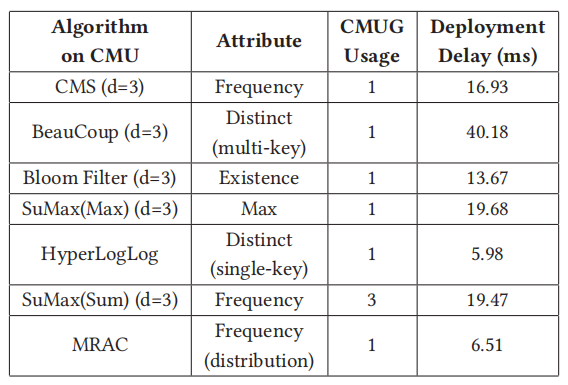 Algorithm on CMU | Attribute | CMUG Usage | Deployment Delay (ms)
CMS (d=3) | Frequency | 1 | 16.93
BeauCoup (d=3) | Distinct (multi-key) | 1 | 40.18
Bloom Filter (d=3) | Existence | 1 | 13.67
SuMax(Max) (d=3) | Max | 1 | 19.68
HyperLogLog | Distinct (single-key) | 1 | 5.98
SuMax(Sum) (d=3) | Frequency | 3 | 19.47
MRAC | Frequency (distribution) | 1 | 6.51